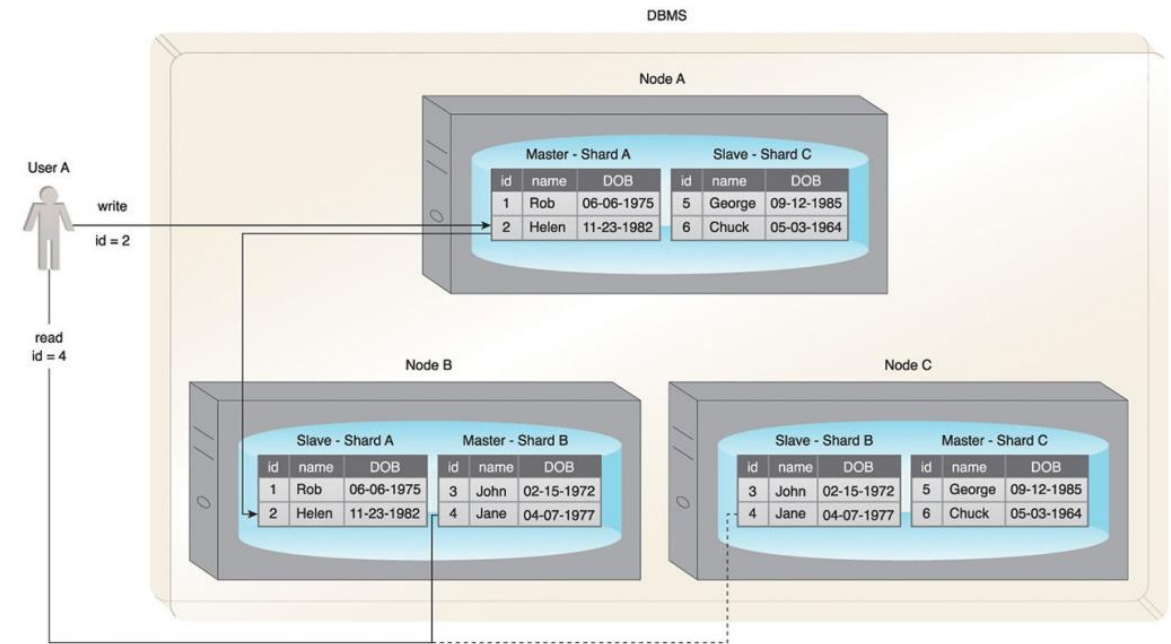 DBMS
Node A
User A
write
id = 2
read
id = 4
Master - Shard A
id name DOB
1 Rob 06-06-1975
2 Helen 11-23-1982
Slave - Shard C
id name DOB
5 George 09-12-1985
6 Chuck 05-03-1964
Node B
Slave - Shard A
id name DOB
1 Rob 06-06-1975
2 Helen 11-23-1982
Master - Shard B
id name DOB
3 John 02-15-1972
4 Jane 04-07-1977
Node C
Slave - Shard B
id name DOB
3 John 02-15-1972
4 Jane 04-07-1977
Master - Shard C
id name DOB
5 George 09-12-1985
6 Chuck 05-03-1964